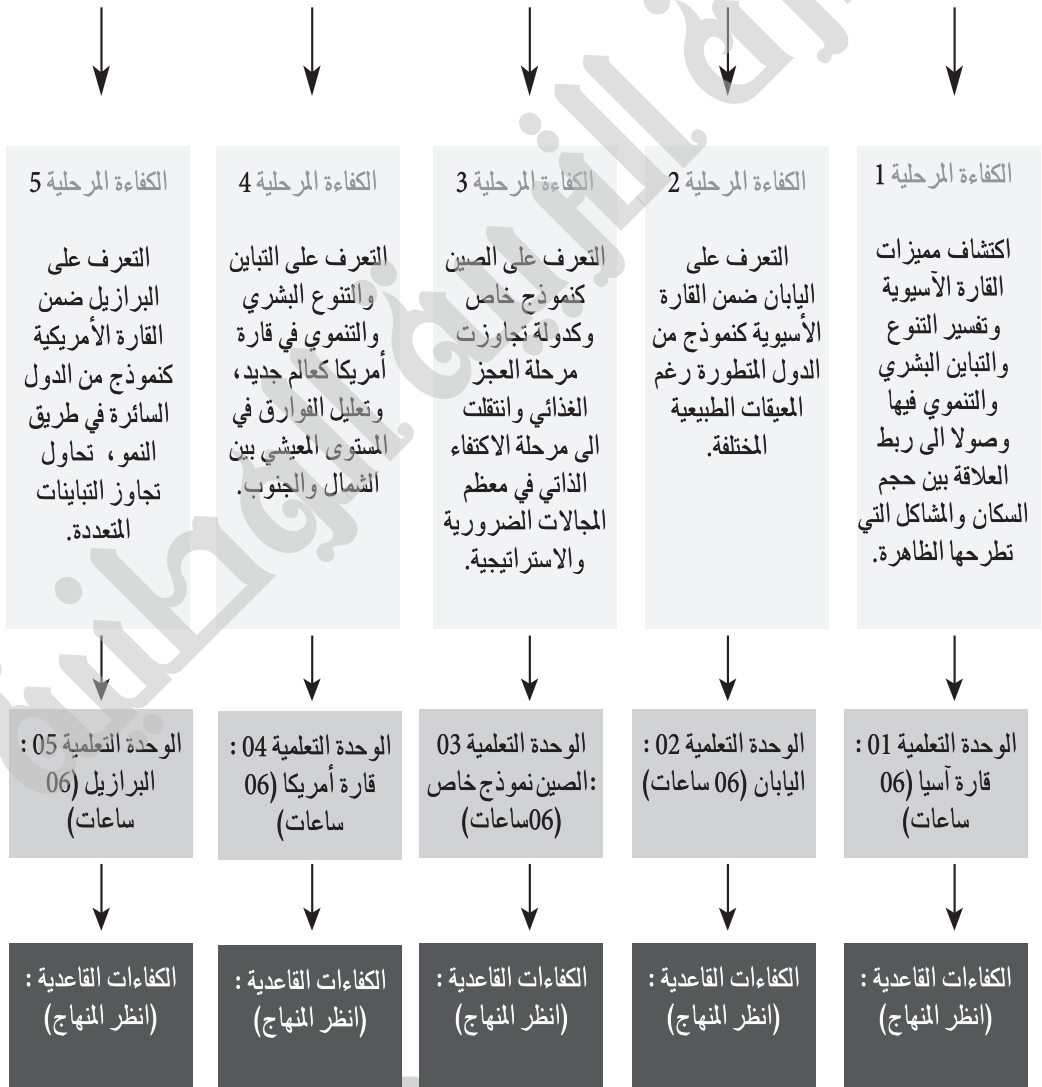 الكفاءة المرحلية 1
اكتشاف مميزات
القارة الآسيوية
وتفسير التنوع
والتباين البشري
والتنموي فيها
وصولا الى ربط
العلاقة بين حجم
السكان والمشاكل التي
تطرحها الظاهرة.
الكفاءة المرحلية 2
التعرف على
اليابان ضمن القارة
الأسيوية كنموذج من
الدول المتطورة رغم
المعيقات الطبيعية
المختلفة.
الكفاءة المرحلية 3
التعرف على الصين
كنموذج خاص
وكدولة تجاوزت
مرحلة العجز
الغذائي وانتقلت
الى مرحلة الاكتفاء
الذاتي في معظم
المجالات الضرورية
والاستراتيجية.
الكفاءة المرحلية 4
التعرف على التباين
والتنوع البشري
والتنموي في قارة
أمريكا كعالم جديد،
وتعليل الفوارق في
المستوى المعيشي بين
الشمال والجنوب.
الكفاءة المرحلية 5
التعرف على
البرازيل ضمن
القارة الأمريكية
كنموذج من الدول
السائرة في طريق
النمو، تحاول
تجاوز التباينات
المتعددة.
الوحدة التعلمية 01 :
قارة آسيا (06
ساعات)
الوحدة التعلمية 02 :
اليابان (06 ساعات)
الوحدة التعلمية 03
:الصين نموذج خاص
(06ساعات)
الوحدة التعلمية 04 :
قارة أمريكا (06
ساعات)
الوحدة التعلمية 05 :
البرازيل (06
ساعات)
الكفاءات القاعدية :
(انظر المنهاج)
الكفاءات القاعدية :
(انظر المنهاج)
الكفاءات القاعدية :
(انظر المنهاج)
الكفاءات القاعدية :
(انظر المنهاج)
الكفاءات القاعدية :
(انظر المنهاج)